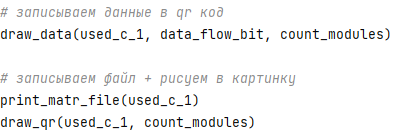 # записываем данные в qr код
draw_data(used_c_1, data_flow_bit, count_modules)
# записываем файл + рисуем в картинку
print_matr_file(used_c_1)
draw_qr(used_c_1, count_modules)